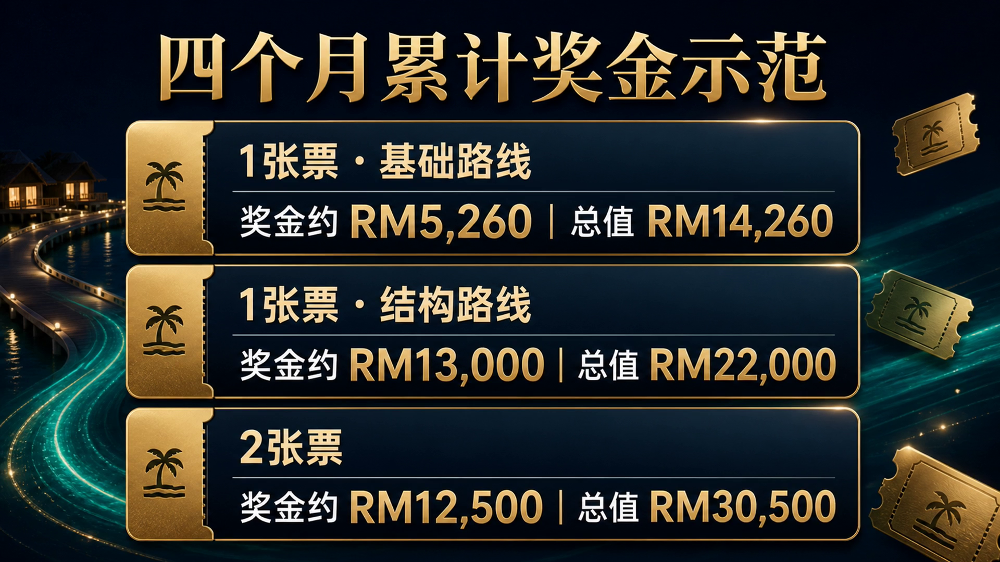 四个月累计奖金示范
1张票·基础路线
奖金约 RM5,260 | 总值 RM14,260
1张票·结构路线
奖金约 RM13,000 | 总值 RM22,000
2张票
奖金约 RM12,500 | 总值 RM30,500